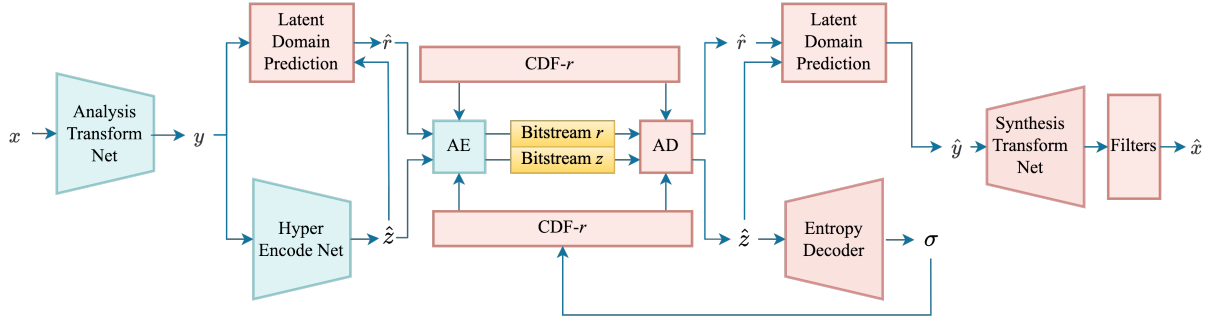 x
Analysis
Transform
Net
y
Latent
Domain
Prediction
r̂
Hyper
Encode Net
ẑ
CDF-r
AE
Bitstream r
Bitstream z
AD
CDF-r
r̂
Latent
Domain
Prediction
ẑ
Entropy
Decoder
σ
ŷ
Synthesis
Transform
Net
Filters
x̂